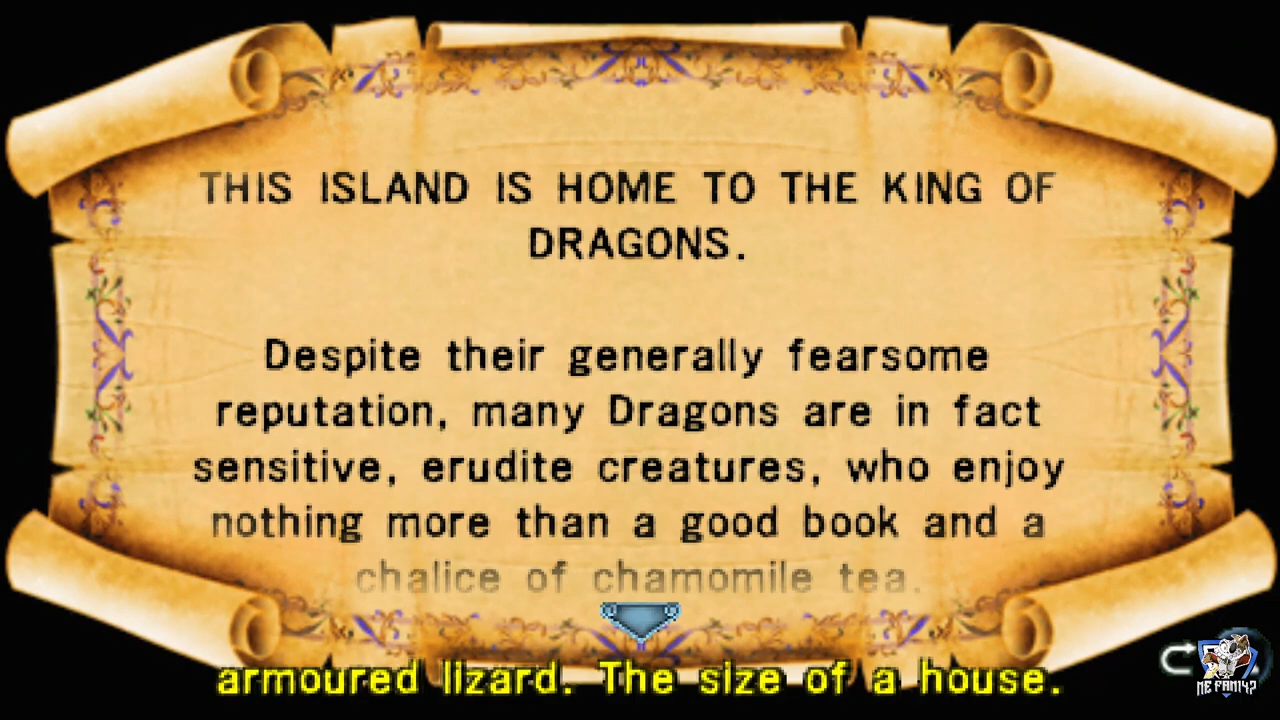 THIS ISLAND IS HOME TO THE KING OF
DRAGONS.
Despite their generally fearsome
reputation, many Dragons are in fact
sensitive, erudite creatures, who enjoy
nothing more than a good book and a
chalice of chamomile tea.
armoured lizard. The size of a house.